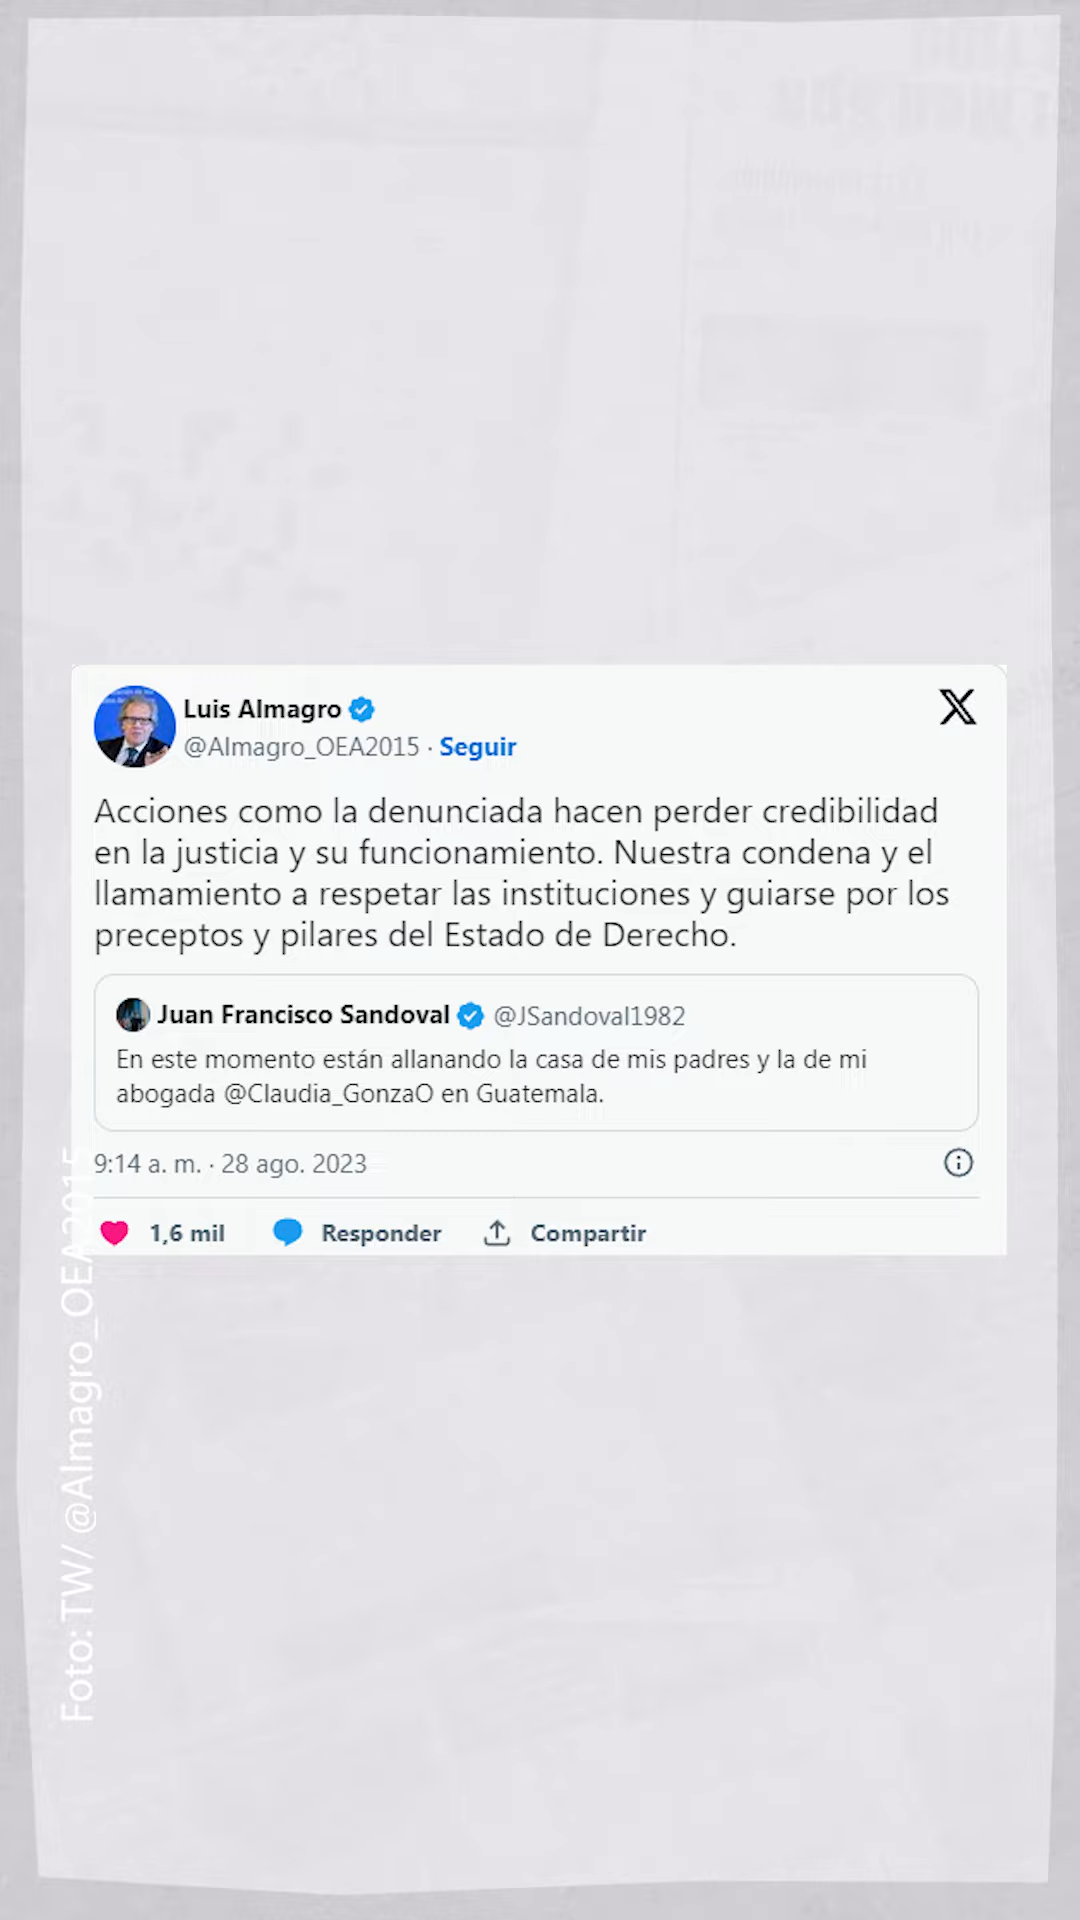 Luis Almagro
@Almagro_OEA2015 · Seguir
Acciones como la denunciada hacen perder credibilidad
en la justicia y su funcionamiento. Nuestra condena y el
llamamiento a respetar las instituciones y guiarse por los
preceptos y pilares del Estado de Derecho.
Juan Francisco Sandoval @JSandoval1982
En este momento están allanando la casa de mis padres y la de mi
abogada @Claudia_GonzaO en Guatemala.
9:14 a. m. · 28 ago. 2023
1,6 mil Responder Compartir
Foto: TW/ @Almagro_OEA2015